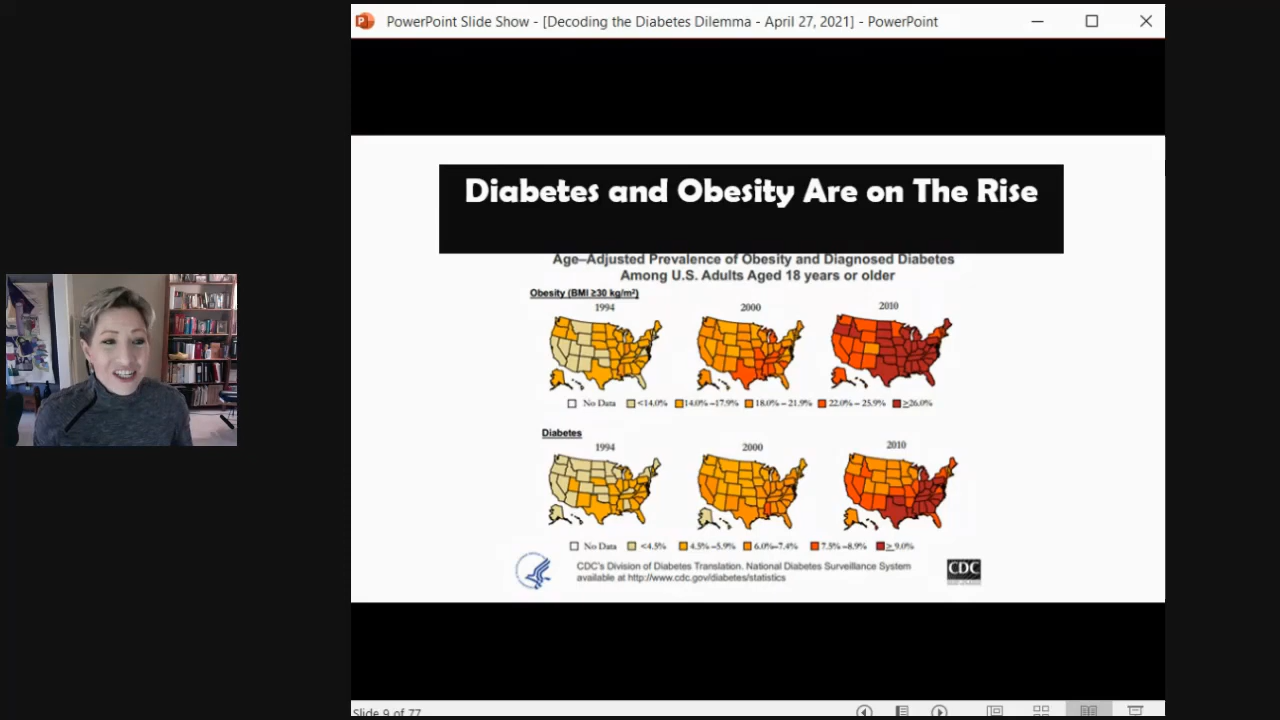 PowerPoint Slide Show - [Decoding the Diabetes Dilemma - April 27, 2021] - PowerPoint
Diabetes and Obesity Are on The Rise
Age–Adjusted Prevalence of Obesity and Diagnosed Diabetes
Among U.S. Adults Aged 18 years or older
Obesity (BMI ≥30 kg/m²)
1994 2000 2010
No Data <14.0% 14.0% –17.9% 18.0% – 21.9% 22.0% – 25.9% ≥26.0%
Diabetes
1994 2000 2010
No Data <4.5% 4.5% –5.9% 6.0%–7.4% 7.5% –8.9% ≥ 9.0%
CDC's Division of Diabetes Translation. National Diabetes Surveillance System
available at http://www.cdc.gov/diabetes/statistics
CDC
Slide 9 of 77